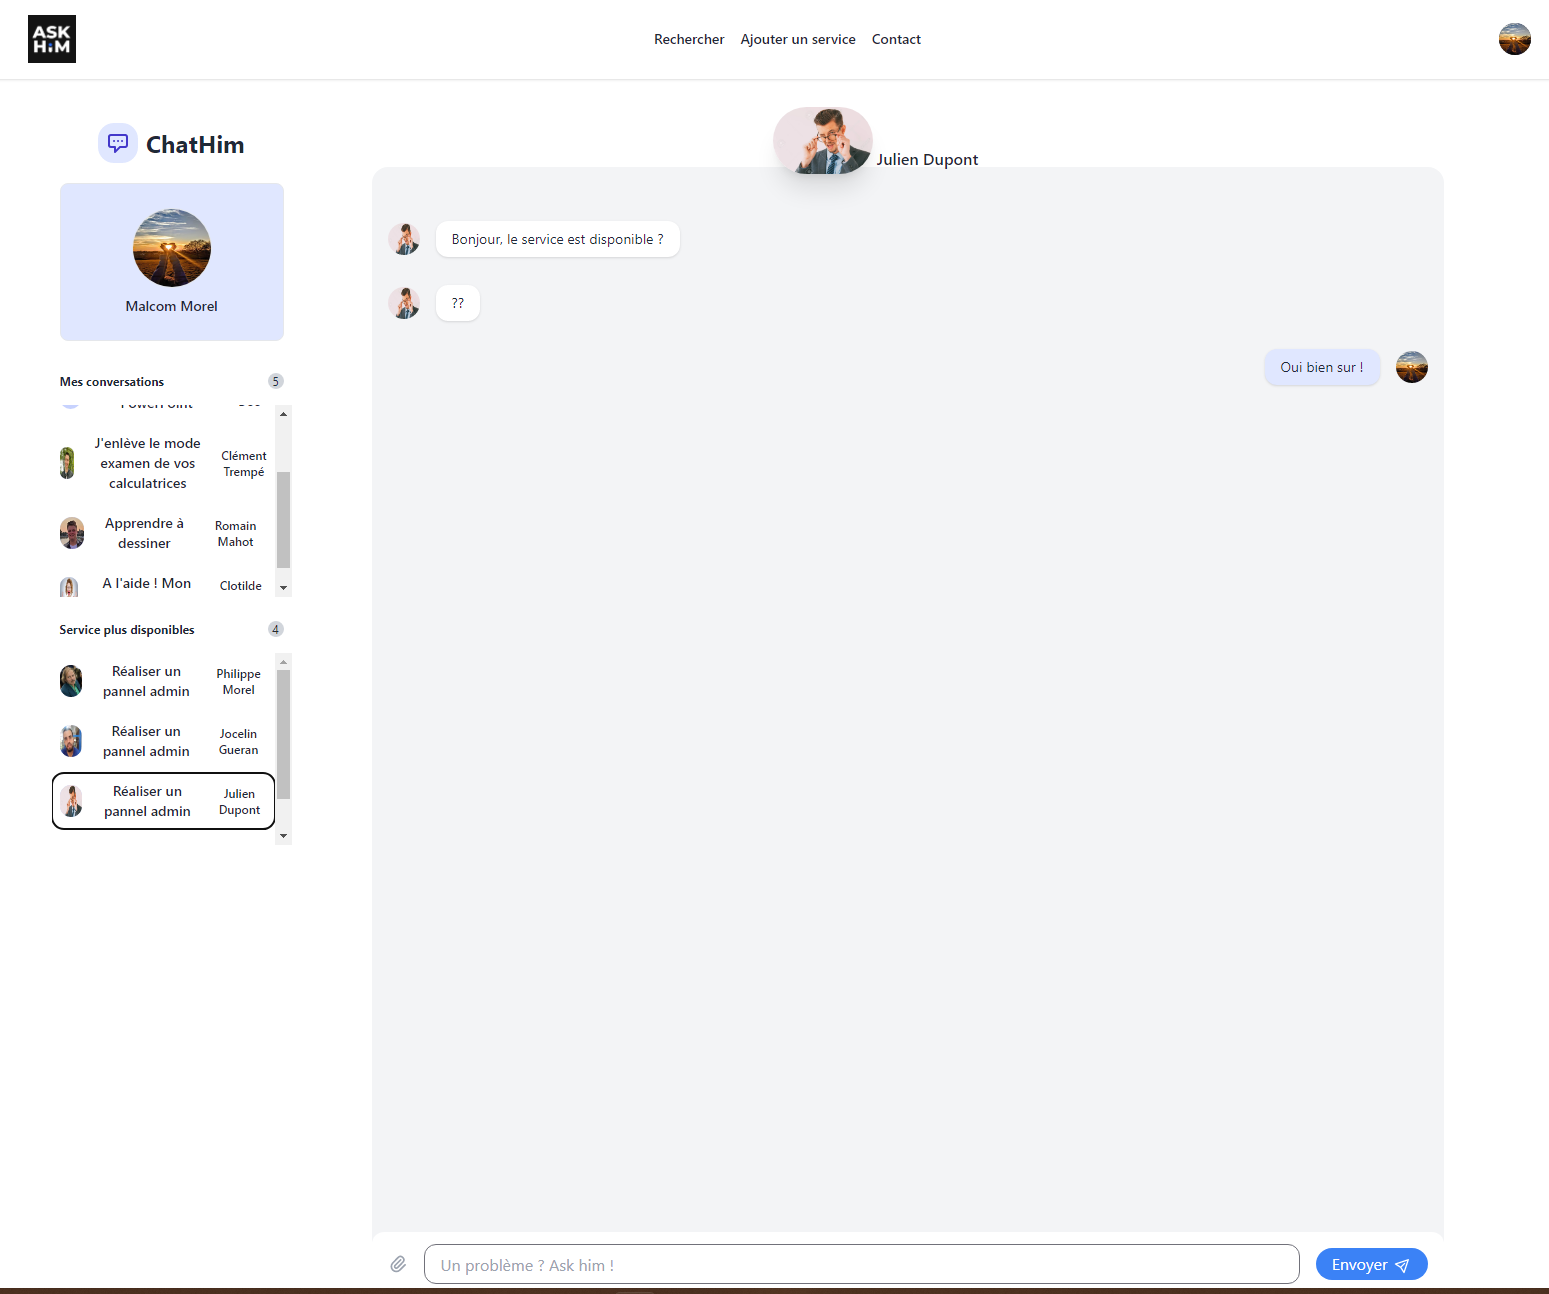 ASK
HiM
Rechercher Ajouter un service Contact
ChatHim
Julien Dupont
Malcom Morel
Bonjour, le service est disponible ?
??
Oui bien sur !
Mes conversations 5
PowerPoint
J'enlève le mode
examen de vos
calculatrices
Clément
Trempé
Apprendre à
dessiner
Romain
Mahot
A l'aide ! Mon
Clotilde
Service plus disponibles 4
Réaliser un
pannel admin
Philippe
Morel
Réaliser un
pannel admin
Jocelin
Gueran
Réaliser un
pannel admin
Julien
Dupont
Un problème ? Ask him !
Envoyer